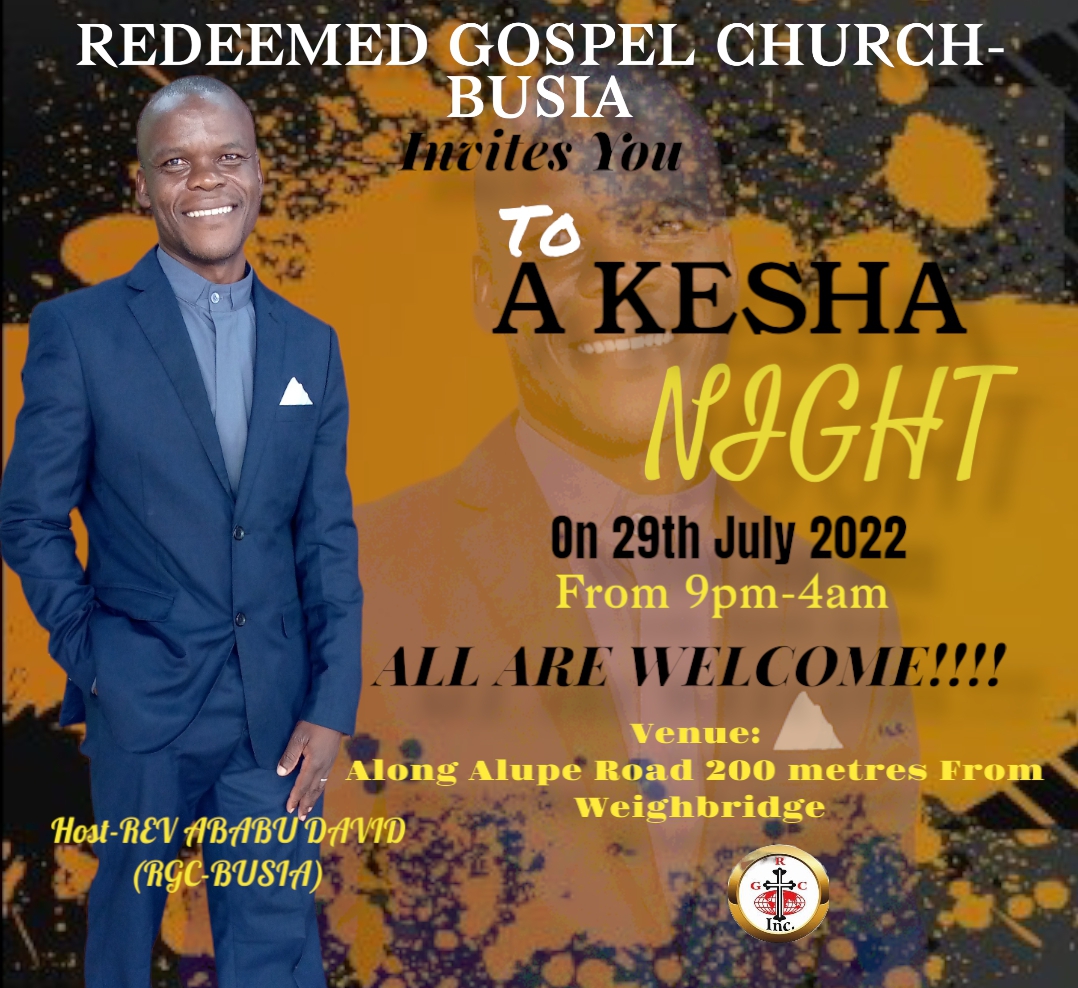 REDEEMED GOSPEL CHURCH-
BUSIA
Invites You
To
A KESHA
NIGHT
On 29th July 2022
From 9pm-4am
ALL ARE WELCOME!!!!
Venue:
Along Alupe Road 200 metres From
Weighbridge
Host-REV ABABU DAVID
(RGC-BUSIA)
R
G C
Inc.